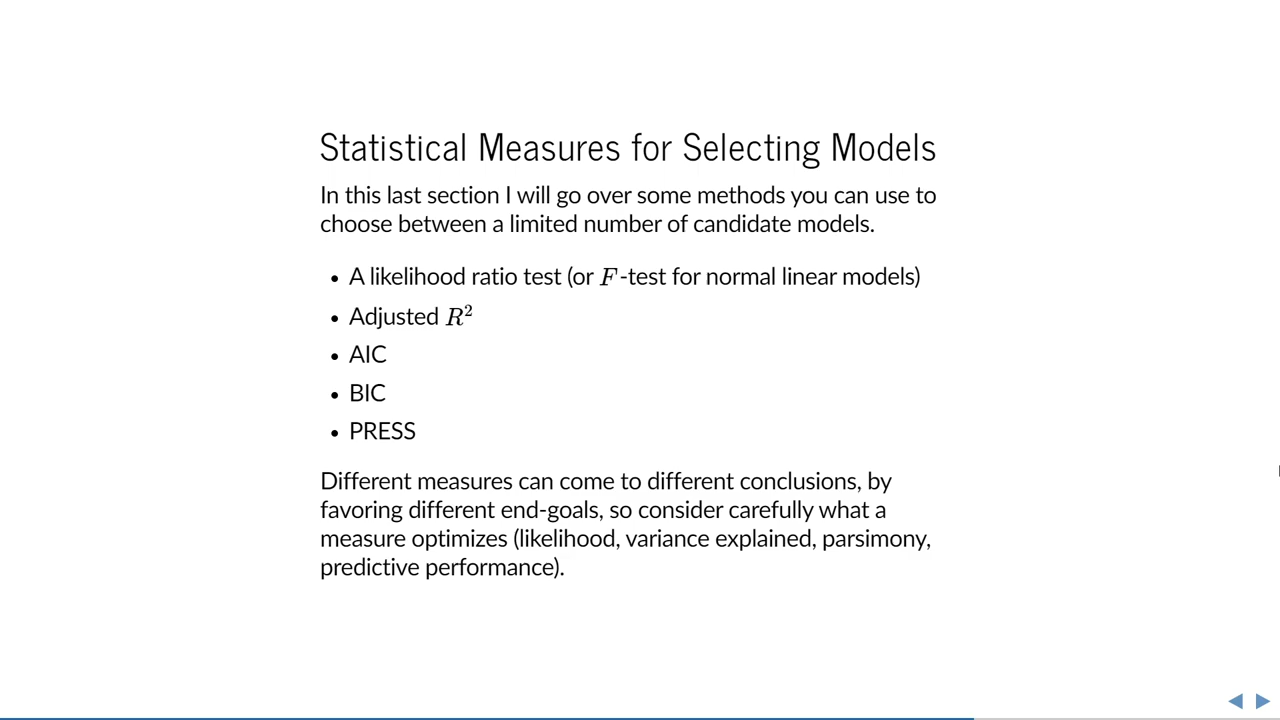 Statistical Measures for Selecting Models
In this last section I will go over some methods you can use to
choose between a limited number of candidate models.
• A likelihood ratio test (or F-test for normal linear models)
• Adjusted R²
• AIC
• BIC
• PRESS
Different measures can come to different conclusions, by
favoring different end-goals, so consider carefully what a
measure optimizes (likelihood, variance explained, parsimony,
predictive performance).